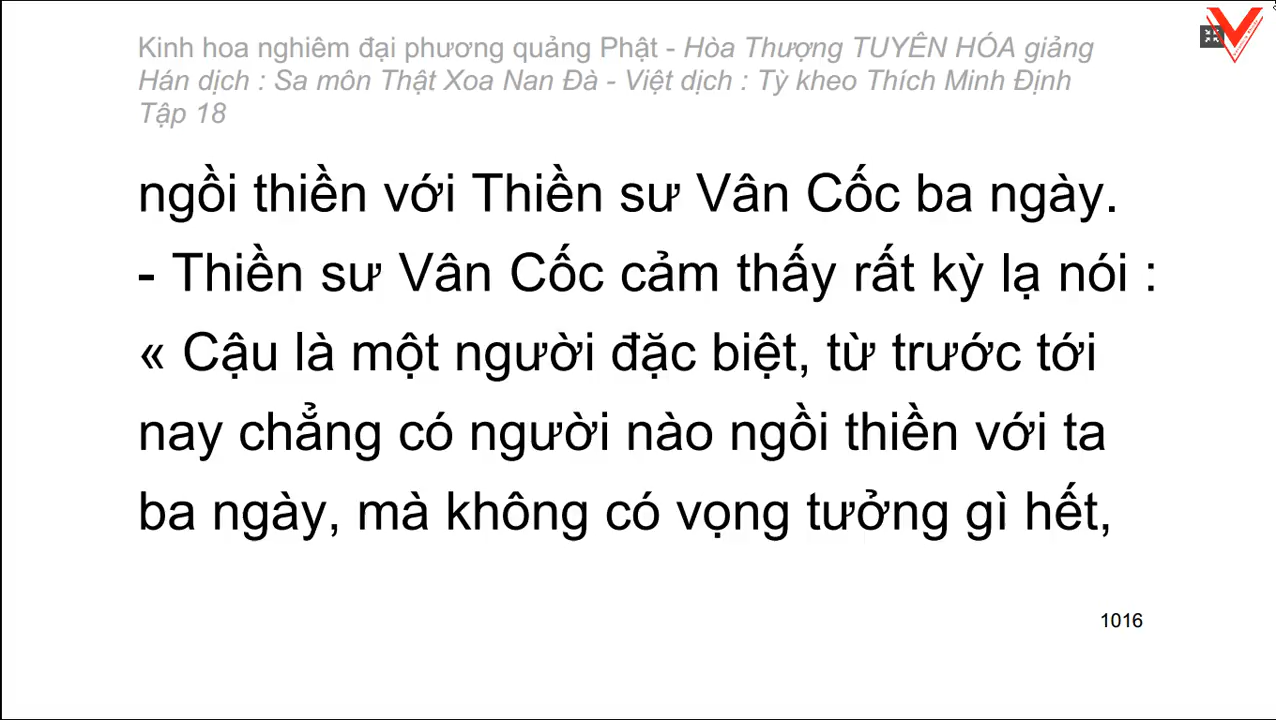 Kinh hoa nghiêm đại phương quảng Phật - Hòa Thượng TUYÊN HÓA giảng
Hán dịch : Sa môn Thật Xoa Nan Đà - Việt dịch : Tỳ kheo Thích Minh Định
Tập 18
ngồi thiền với Thiền sư Vân Cốc ba ngày.
- Thiền sư Vân Cốc cảm thấy rất kỳ lạ nói :
« Cậu là một người đặc biệt, từ trước tới
nay chẳng có người nào ngồi thiền với ta
ba ngày, mà không có vọng tưởng gì hết,
1016